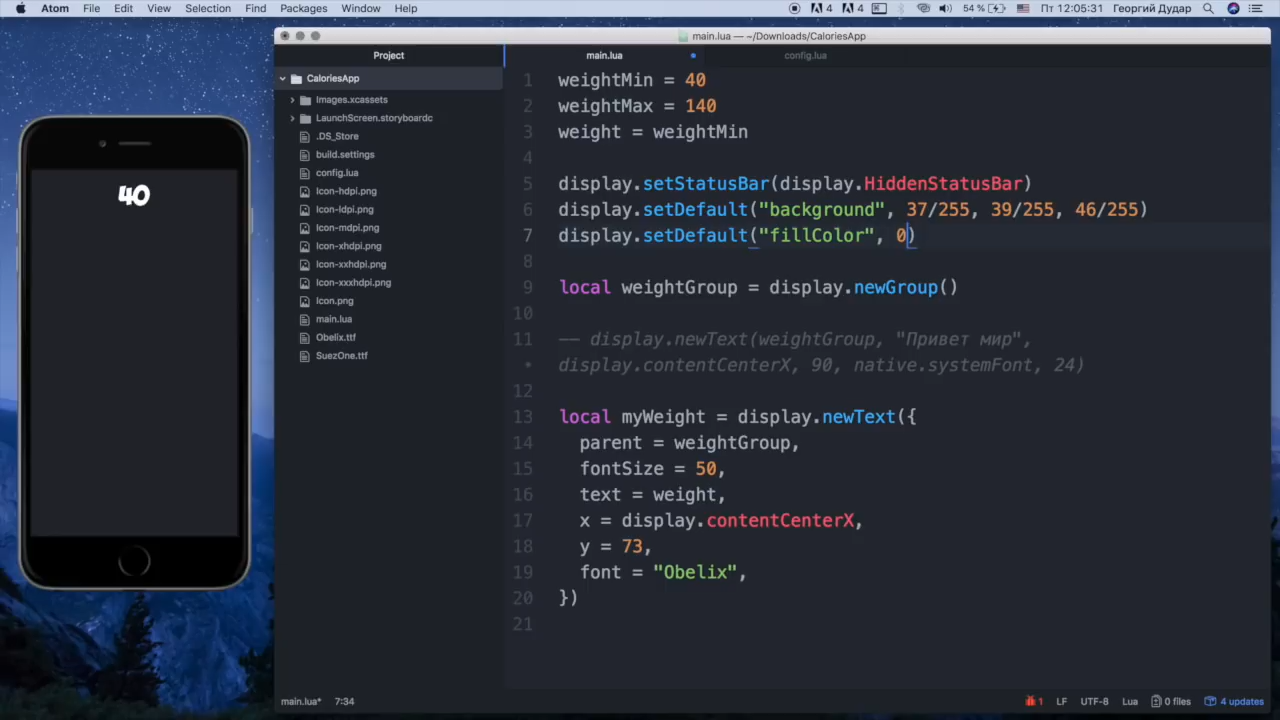 Atom File Edit View Selection Find Packages Window Help 4 4 54 % Пт 12:05:31 Георгий Дудар
main.lua — ~/Downloads/CaloriesApp
Project main.lua config.lua
CaloriesApp
Images.xcassets
LaunchScreen.storyboardc
.DS_Store
build.settings
config.lua
Icon-hdpi.png
Icon-ldpi.png
Icon-mdpi.png
Icon-xhdpi.png
Icon-xxhdpi.png
Icon-xxxhdpi.png
Icon.png
main.lua
Obelix.ttf
SuezOne.ttf
40
1 weightMin = 40
2 weightMax = 140
3 weight = weightMin
4
5 display.setStatusBar(display.HiddenStatusBar)
6 display.setDefault("background", 37/255, 39/255, 46/255)
7 display.setDefault("fillColor", 0)
8
9 local weightGroup = display.newGroup()
10
11 -- display.newText(weightGroup, "Привет мир",
• display.contentCenterX, 90, native.systemFont, 24)
12
13 local myWeight = display.newText({
14 parent = weightGroup,
15 fontSize = 50,
16 text = weight,
17 x = display.contentCenterX,
18 y = 73,
19 font = "Obelix",
20 })
21
main.lua* 7:34 1 LF UTF-8 Lua 0 files 4 updates